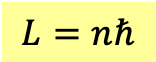 L = nħ